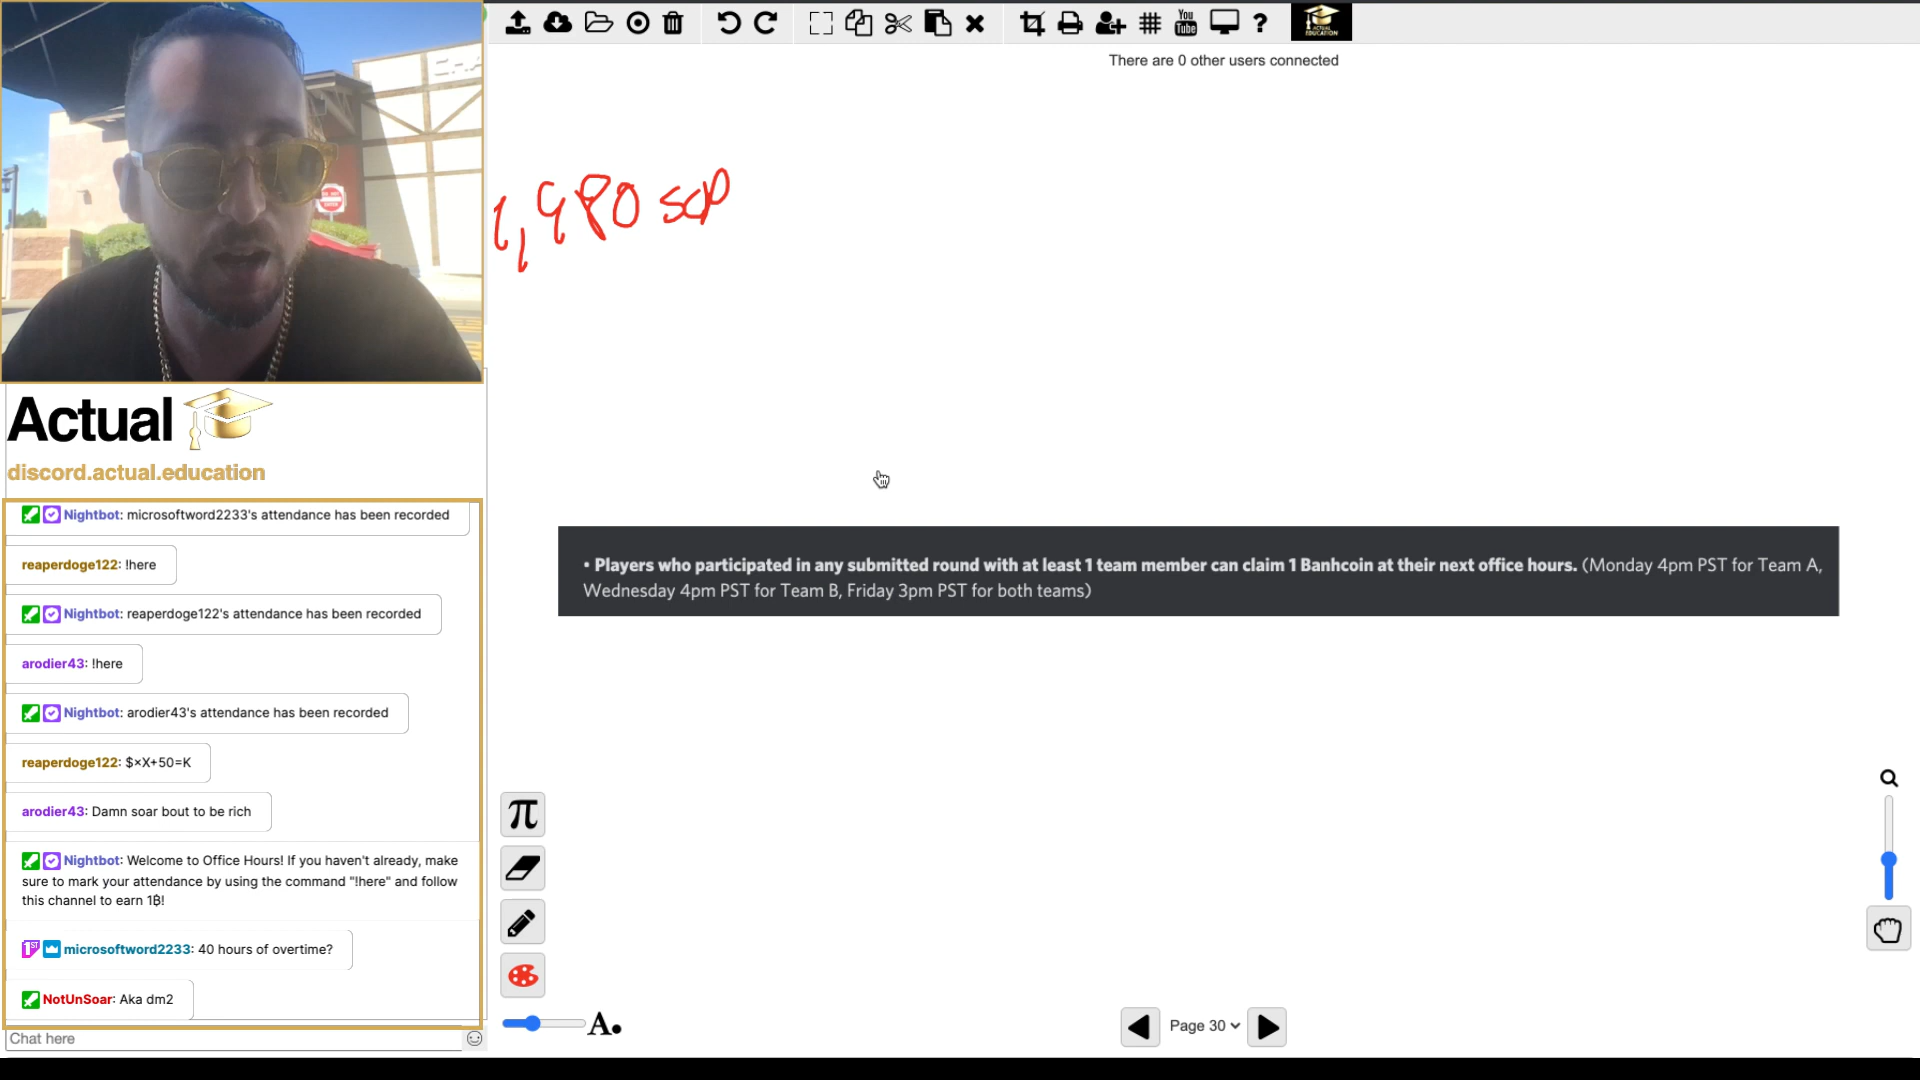 There are 0 other users connected
You
Tube
?
ACTUAL
EDUCATION
Actual
discord.actual.education
Nightbot: microsoftword2233's attendance has been recorded
reaperdoge122: !here
Nightbot: reaperdoge122's attendance has been recorded
arodier43: !here
Nightbot: arodier43's attendance has been recorded
reaperdoge122: $×X+50=K
arodier43: Damn soar bout to be rich
Nightbot: Welcome to Office Hours! If you haven't already, make
sure to mark your attendance by using the command "!here" and follow
this channel to earn 1฿!
1ST microsoftword2233: 40 hours of overtime?
NotUnSoar: Aka dm2
Chat here
• Players who participated in any submitted round with at least 1 team member can claim 1 Banhcoin at their next office hours. (Monday 4pm PST for Team A,
Wednesday 4pm PST for Team B, Friday 3pm PST for both teams)
π
A
Page 30